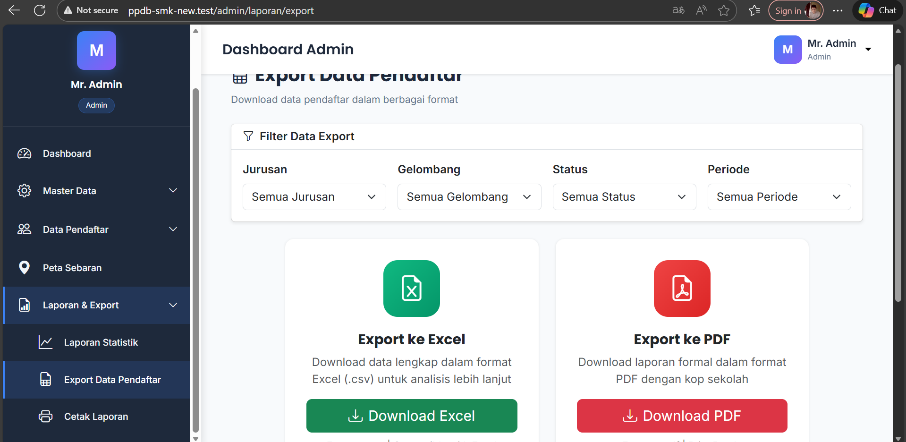 Not secure
ppdb-smk-new.test/admin/laporan/export
Sign in
Chat
M
Mr. Admin
Admin
Dashboard
Master Data
Data Pendaftar
Peta Sebaran
Laporan & Export
Laporan Statistik
Export Data Pendaftar
Cetak Laporan
Dashboard Admin
M
Mr. Admin
Admin
Export Data Pendaftar
Download data pendaftar dalam berbagai format
Filter Data Export
Jurusan
Gelombang
Status
Periode
Semua Jurusan
Semua Gelombang
Semua Status
Semua Periode
Export ke Excel
Download data lengkap dalam format
Excel (.csv) untuk analisis lebih lanjut
Download Excel
Export ke PDF
Download laporan formal dalam format
PDF dengan kop sekolah
Download PDF